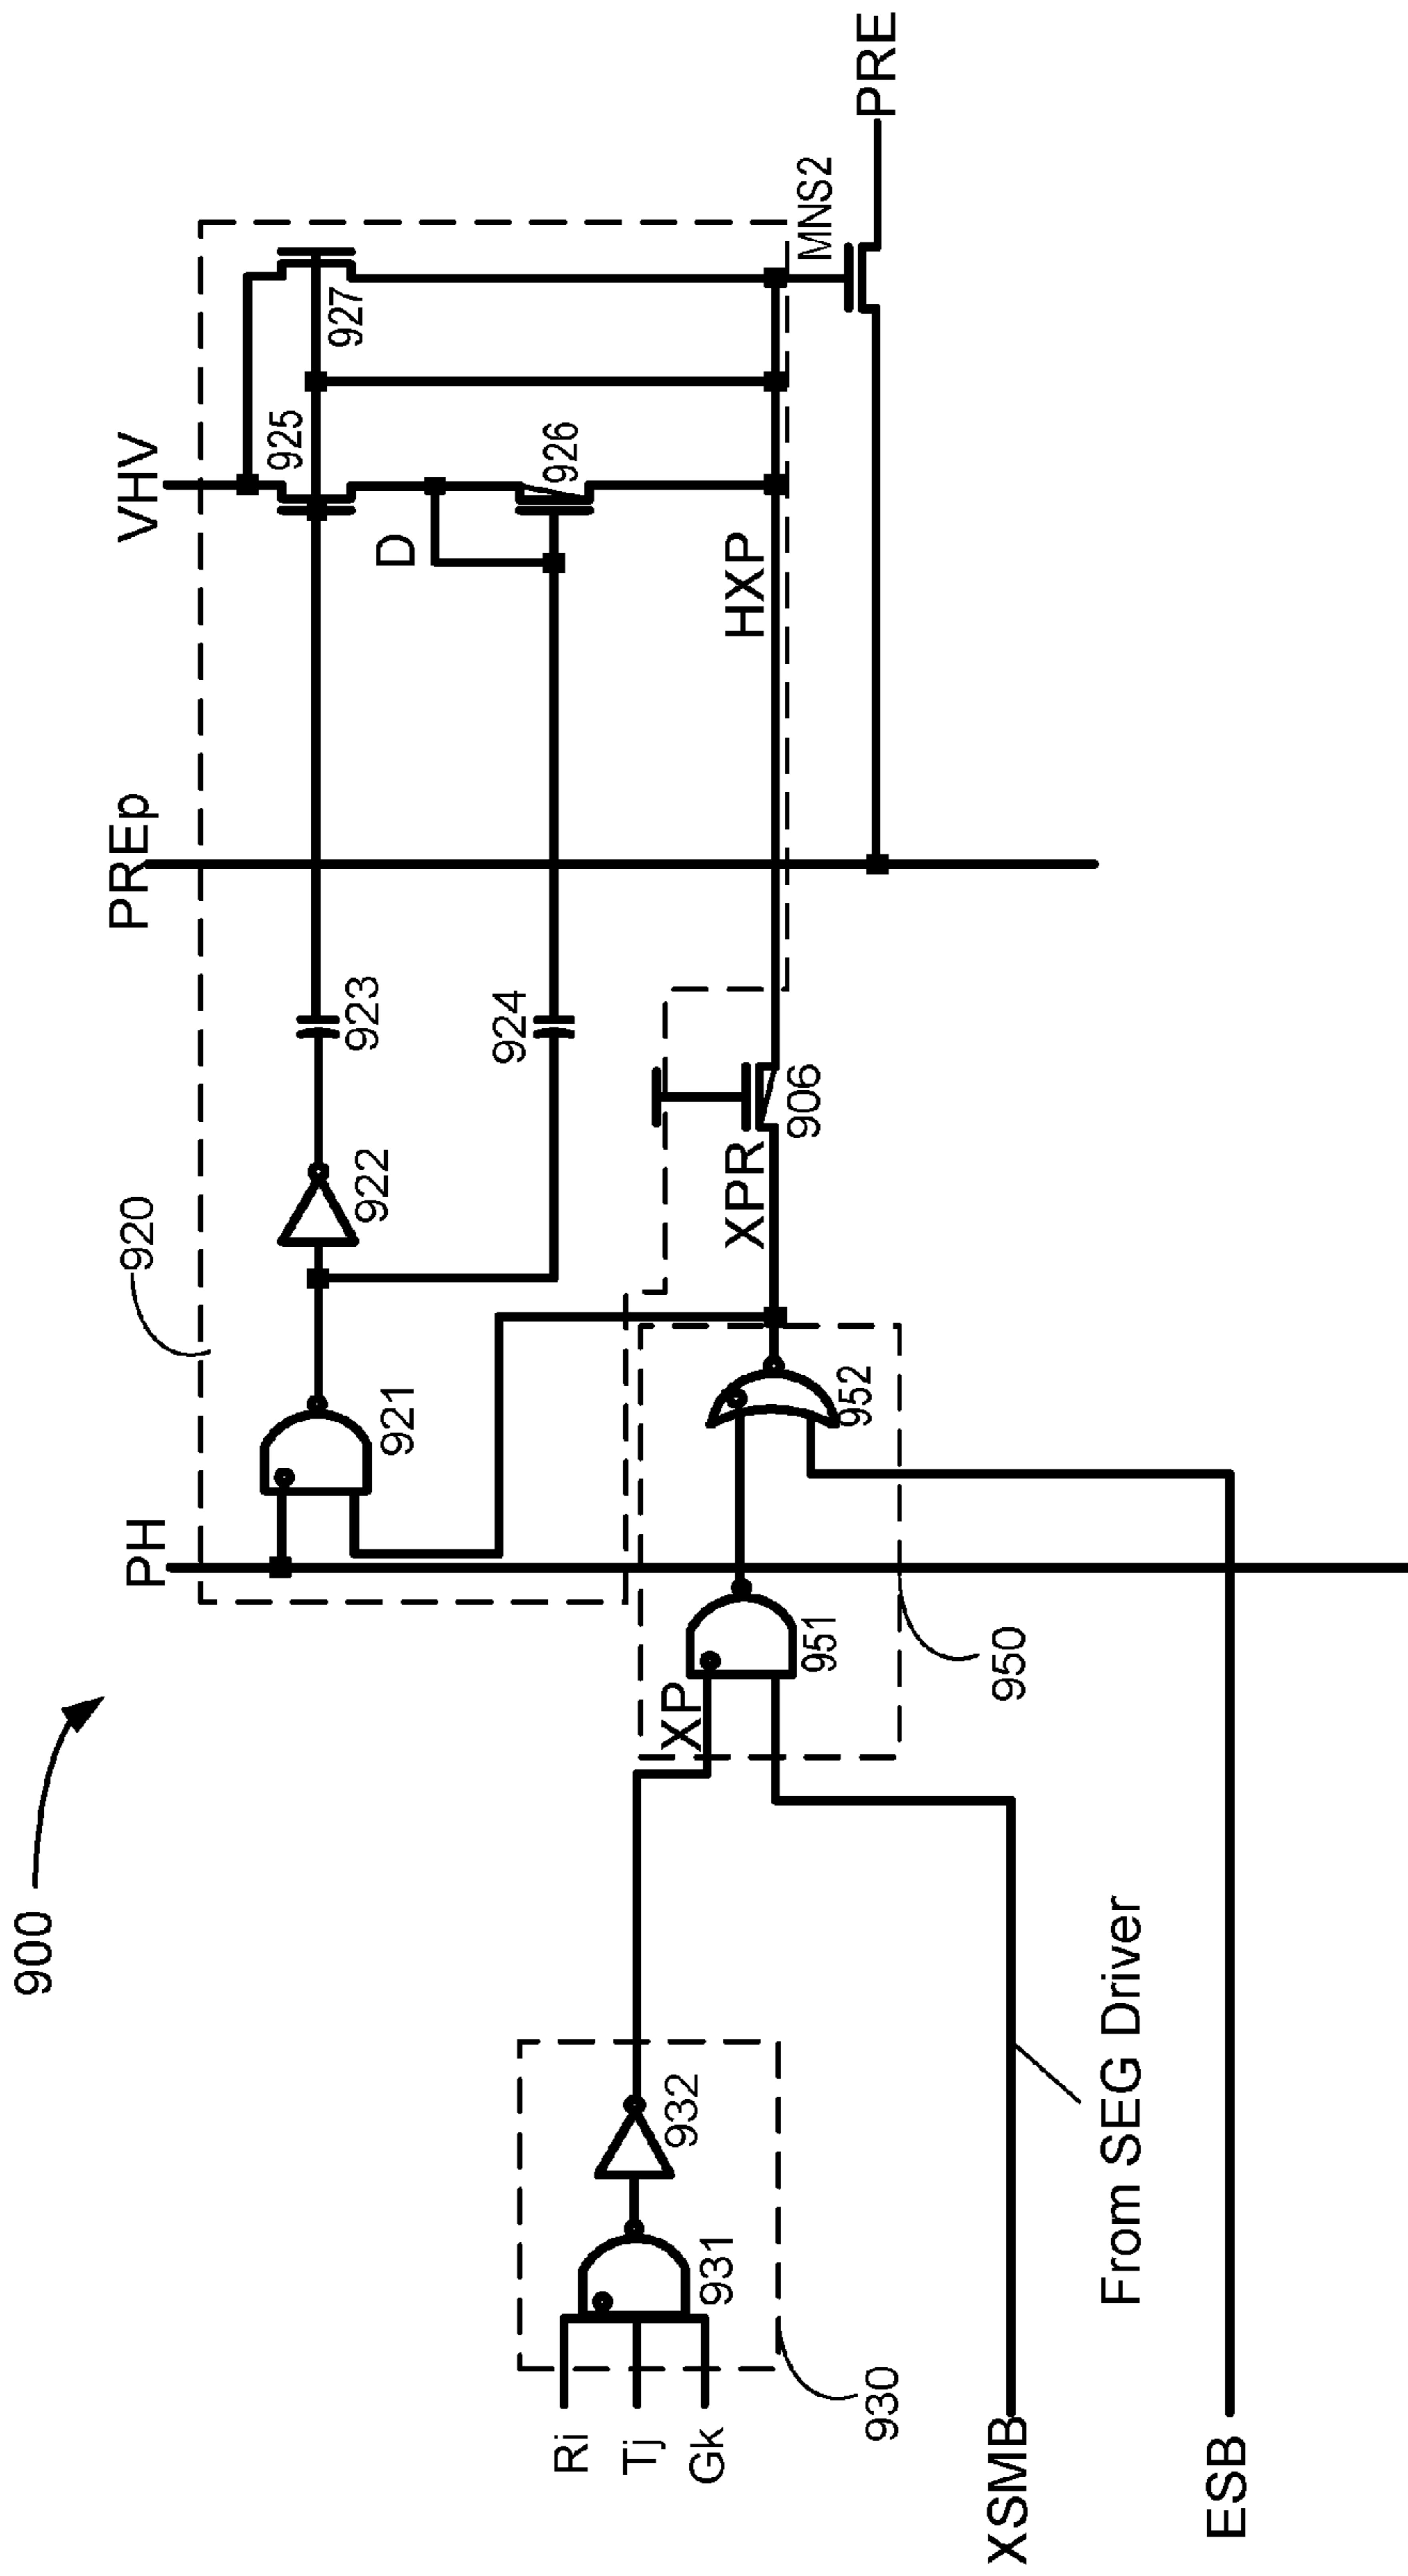 900
920
PH
PREp
VHV
921
922
923
924
925
926
927
D
HXP
MNS2
PRE
XPR
906
930
931
932
Ri
Tj
Gk
XP
951
952
950
XSMB
From SEG Driver
ESB